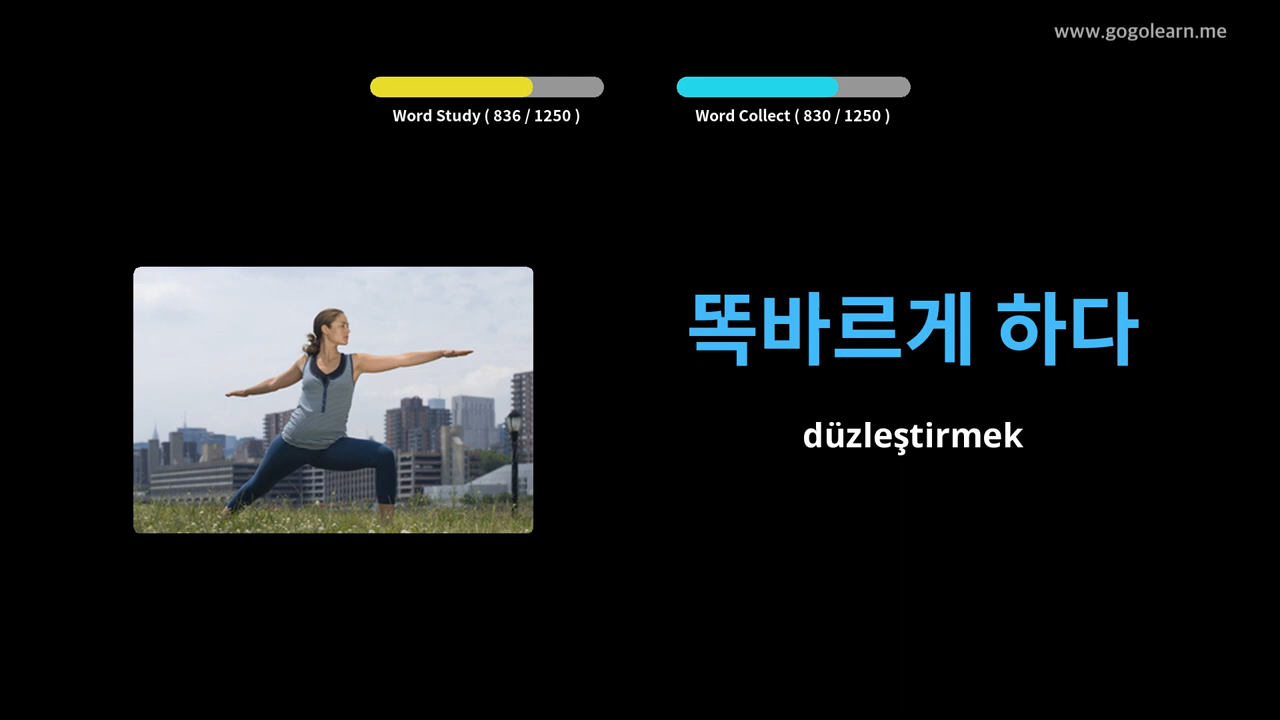 www.gogolearn.me
Word Study ( 836 / 1250 )
Word Collect ( 830 / 1250 )
똑바르게 하다
düzleştirmek